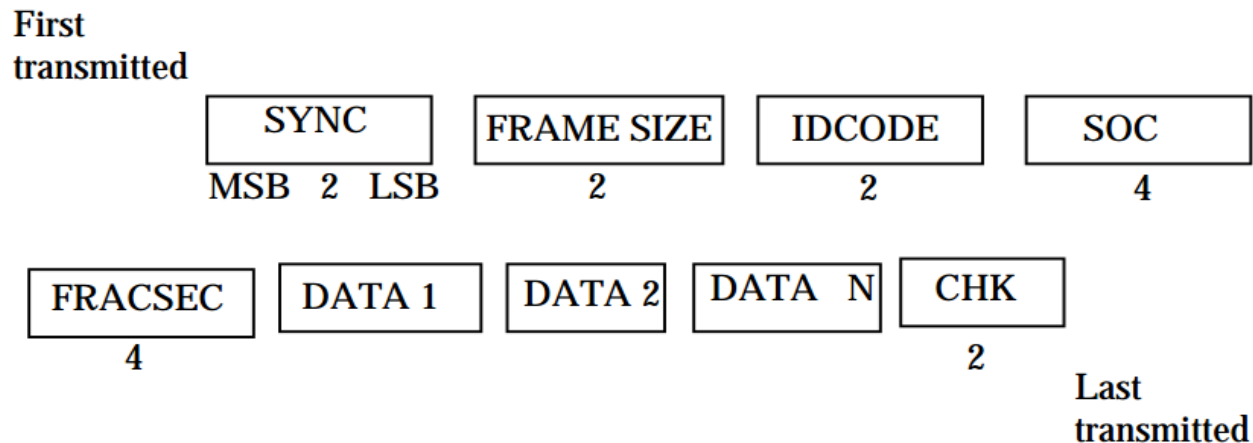 First
transmitted
SYNC FRAME SIZE IDCODE SOC
MSB 2 LSB 2 2 4
FRACSEC DATA 1 DATA 2 DATA N CHK
4 2
Last
transmitted